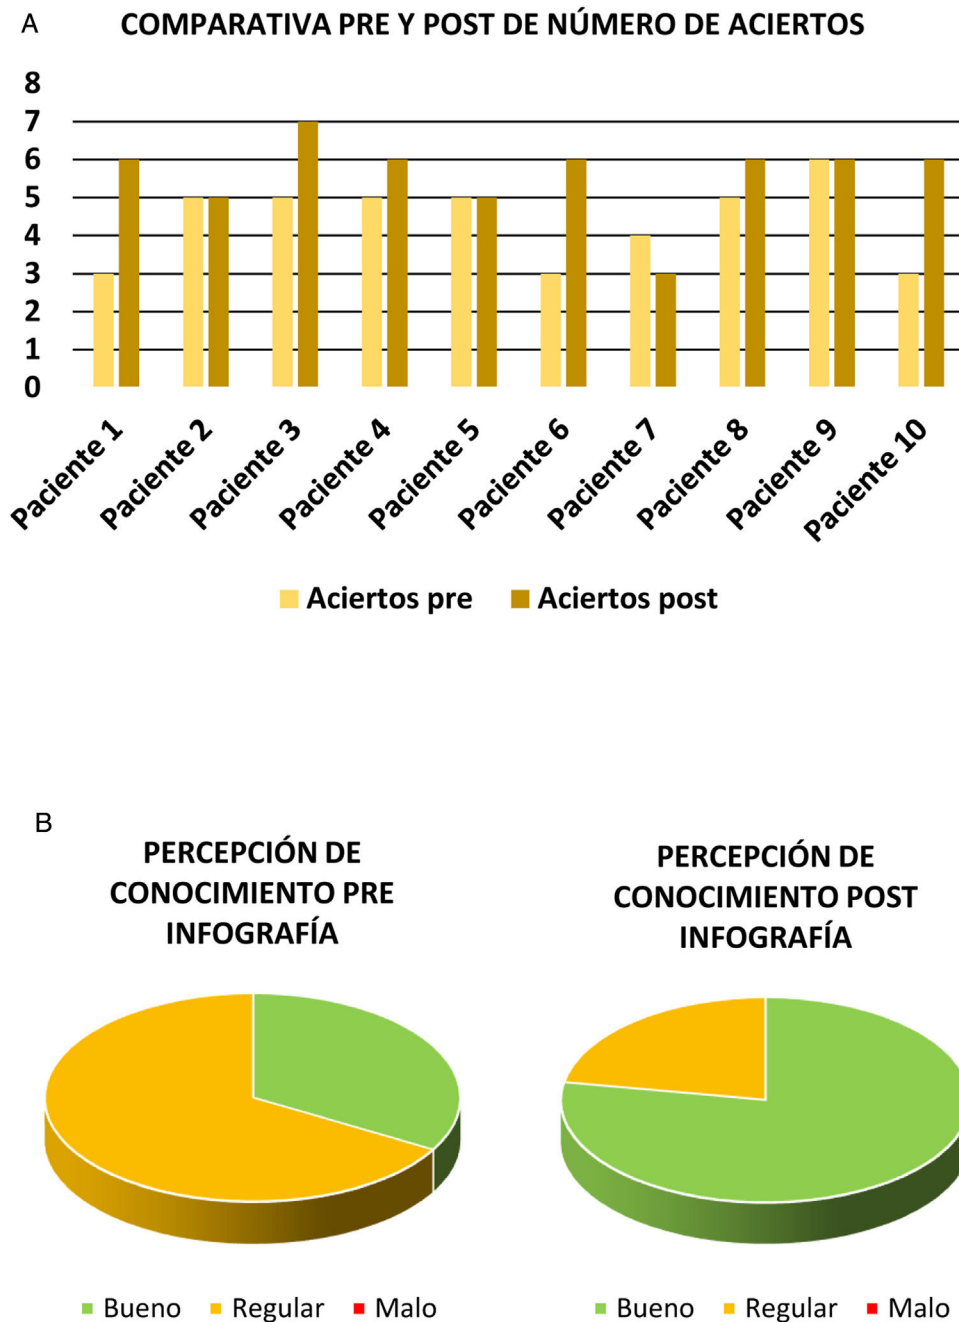 A
COMPARATIVA PRE Y POST DE NÚMERO DE ACIERTOS
8
7
6
5
4
3
2
1
0
Paciente 1
Paciente 2
Paciente 3
Paciente 4
Paciente 5
Paciente 6
Paciente 7
Paciente 8
Paciente 9
Paciente 10
Aciertos pre
Aciertos post
B
PERCEPCIÓN DE
CONOCIMIENTO PRE
INFOGRAFÍA
PERCEPCIÓN DE
CONOCIMIENTO POST
INFOGRAFÍA
Bueno
Regular
Malo
Bueno
Regular
Malo